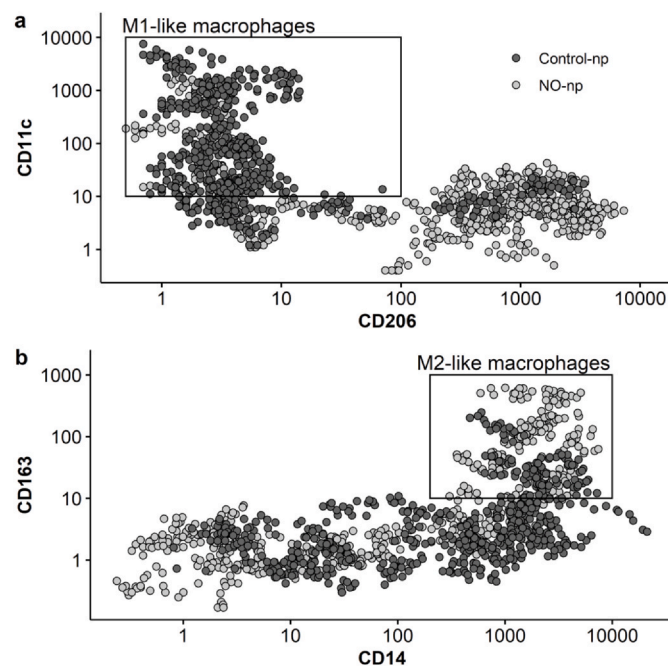 a
M1-like macrophages
10000
1000
100
10
1
CD11c
Control-np
NO-np
1 10 100 1000 10000
CD206
b
M2-like macrophages
1000
100
10
1
CD163
1 10 100 1000 10000
CD14